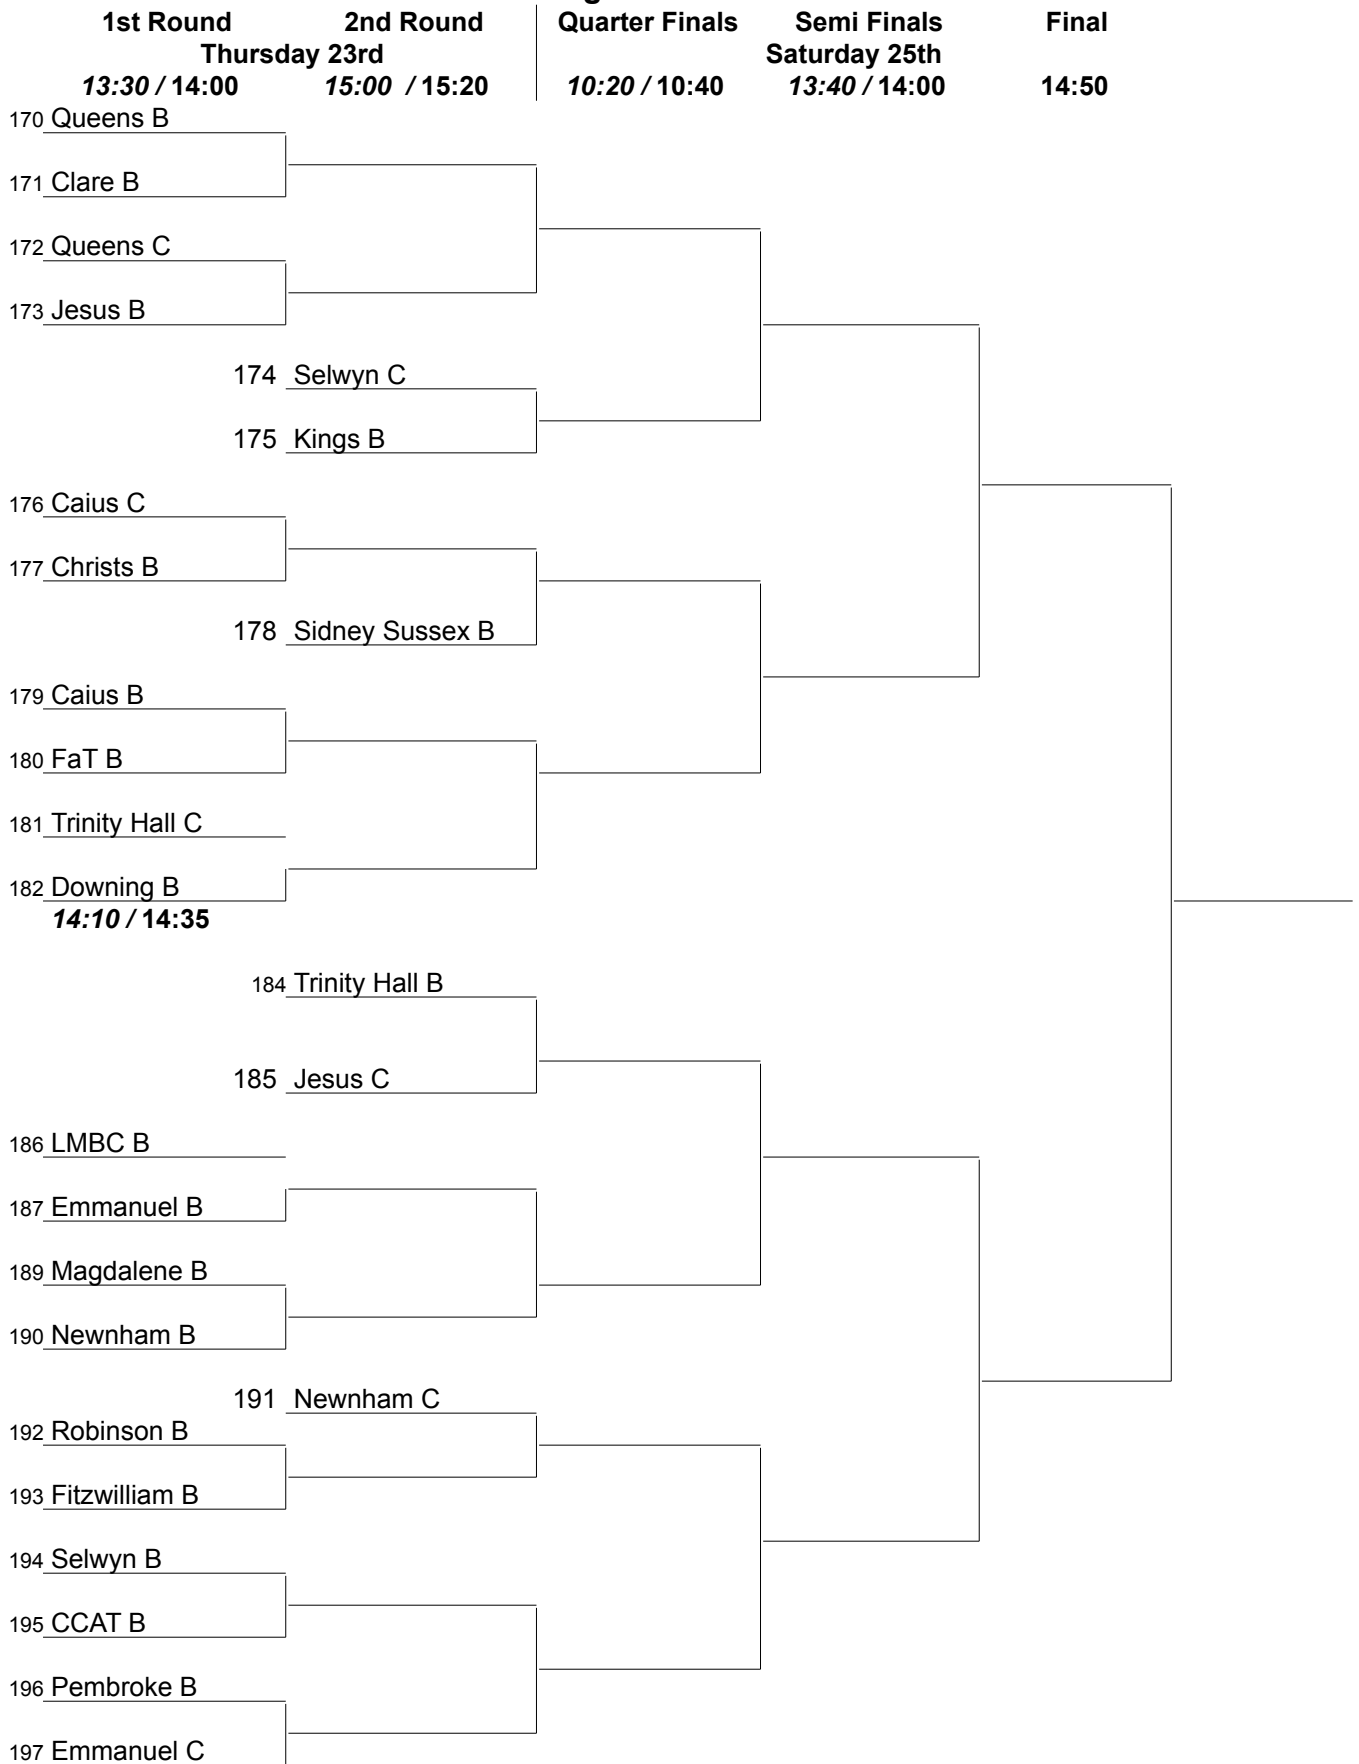 1st Round 2nd Round Quarter Finals Semi Finals Final
Thursday 23rd Saturday 25th
13:30 / 14:00 15:00 / 15:20 10:20 / 10:40 13:40 / 14:00 14:50
170 Queens B
171 Clare B
172 Queens C
173 Jesus B
174 Selwyn C
175 Kings B
176 Caius C
177 Christs B
178 Sidney Sussex B
179 Caius B
180 FaT B
181 Trinity Hall C
182 Downing B
14:10 / 14:35
184 Trinity Hall B
185 Jesus C
186 LMBC B
187 Emmanuel B
189 Magdalene B
190 Newnham B
191 Newnham C
192 Robinson B
193 Fitzwilliam B
194 Selwyn B
195 CCAT B
196 Pembroke B
197 Emmanuel C